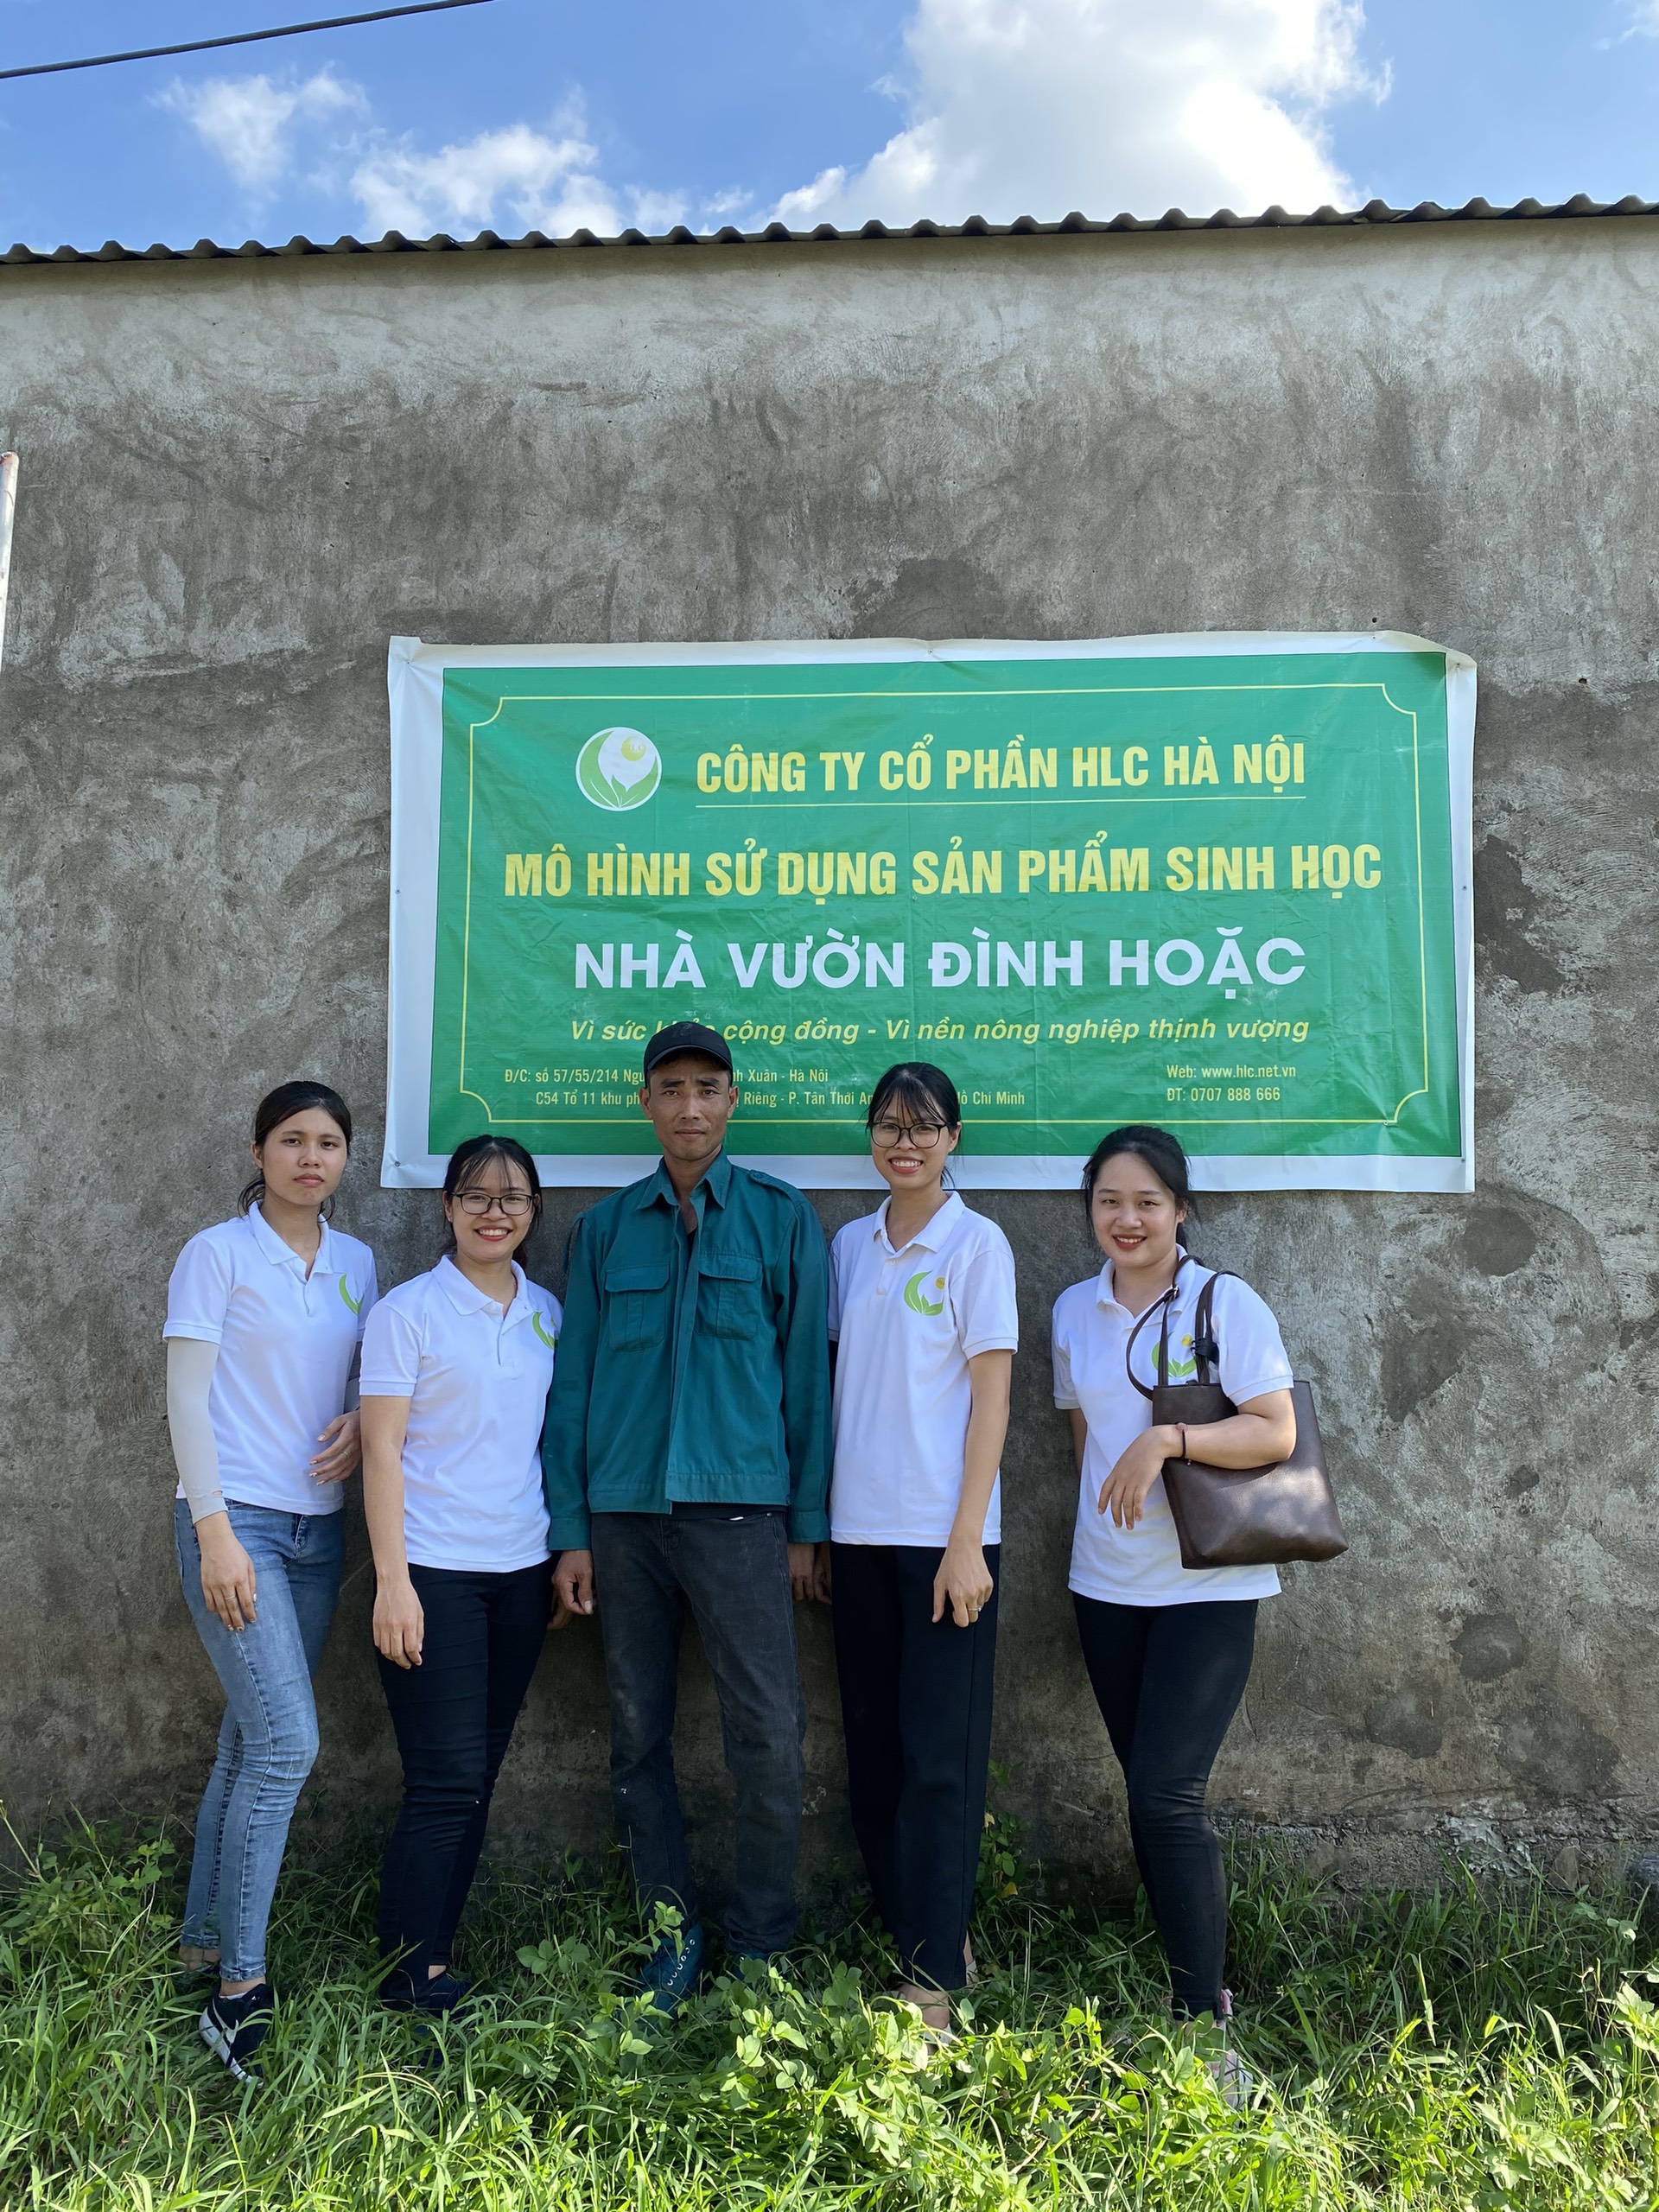 CÔNG TY CỔ PHẦN HLC HÀ NỘI
MÔ HÌNH SỬ DỤNG SẢN PHẨM SINH HỌC
NHÀ VƯỜN ĐÌNH HOẶC
Vì sức cộng đồng - Vì nền nông nghiệp thịnh vượng
Đ/C: số 57/55/214 Xuân - Hà Nội
Web: www.hlc.net.vn
C54 Tổ 11 khu Riêng - P. Tân Thới Chí Minh
ĐT: 0707 888 666